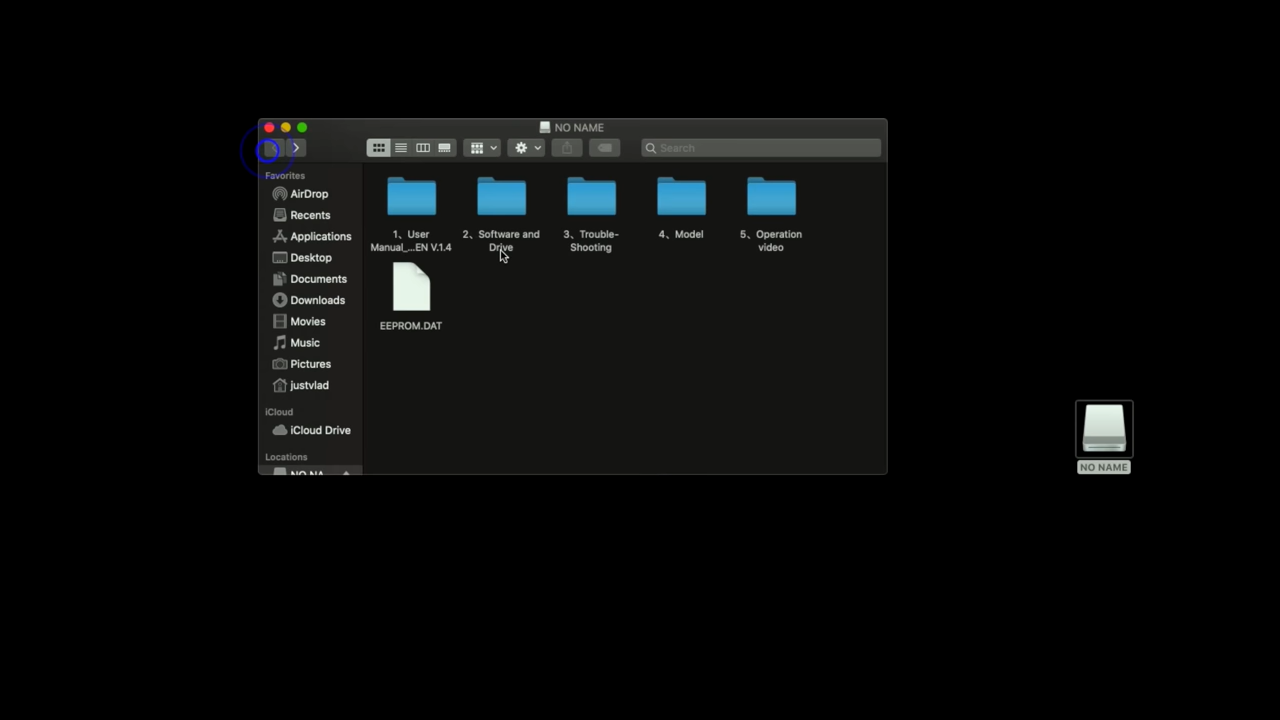 NO NAME
Search
Favorites
AirDrop
Recents
Applications
Desktop
Documents
Downloads
Movies
Music
Pictures
justvlad
iCloud
iCloud Drive
Locations
NO NA
1、User
Manual_...EN V.1.4
2、Software and
Drive
3、Trouble-
Shooting
4、Model
5、Operation
video
EEPROM.DAT
NO NAME